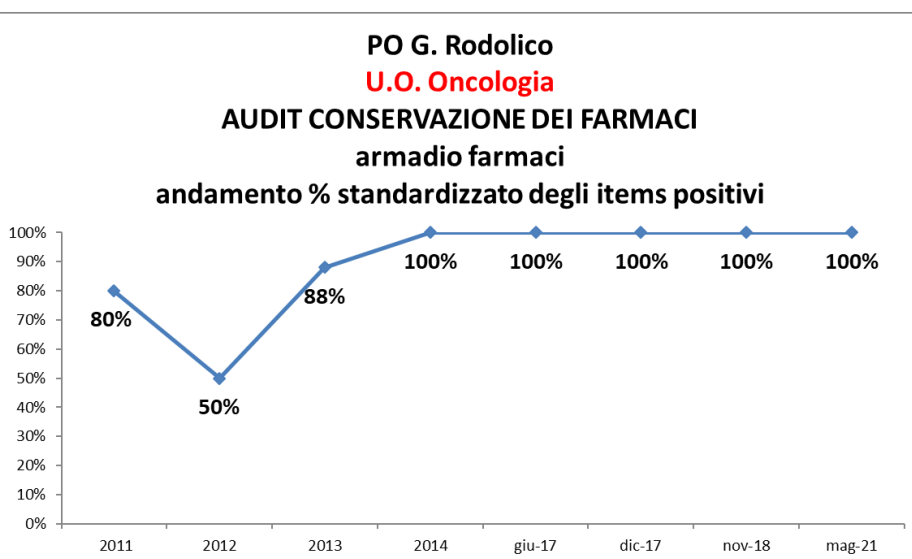 PO G. Rodolico
U.O. Oncologia
AUDIT CONSERVAZIONE DEI FARMACI
armadio farmaci
andamento % standardizzato degli items positivi
100%
90%
80%
70%
60%
50%
40%
30%
20%
10%
0%
80%
50%
88%
100%
100%
100%
100%
100%
2011
2012
2013
2014
giu-17
dic-17
nov-18
mag-21